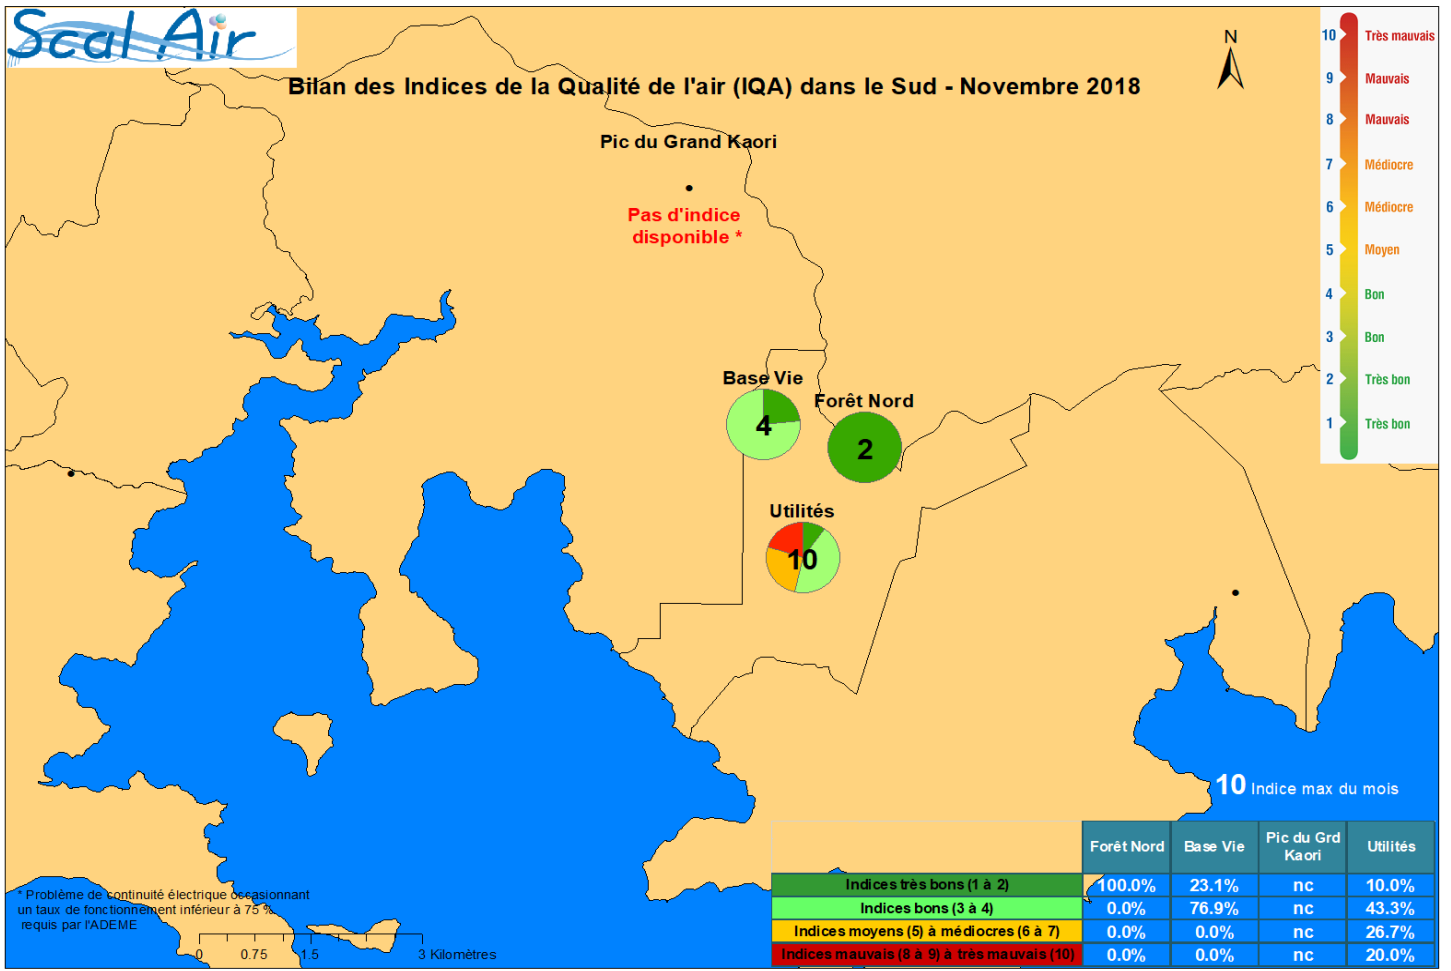 Scal Air
Bilan des Indices de la Qualité de l'air (IQA) dans le Sud - Novembre 2018
N
10 Très mauvais
9 Mauvais
8 Mauvais
7 Médiocre
6 Médiocre
5 Moyen
4 Bon
3 Bon
2 Très bon
1 Très bon
Pic du Grand Kaori
Pas d'indice
disponible *
Base Vie
4
Forêt Nord
2
Utilités
10
10 Indice max du mois
Forêt Nord Base Vie Pic du Grd Utilités
Kaori
Indices très bons (1 à 2) 100.0% 23.1% nc 10.0%
Indices bons (3 à 4) 0.0% 76.9% nc 43.3%
Indices moyens (5) à médiocres (6 à 7) 0.0% 0.0% nc 26.7%
Indices mauvais (8 à 9) à très mauvais (10) 0.0% 0.0% nc 20.0%
* Problème de continuité électrique occasionnant
un taux de fonctionnement inférieur à 75 %
requis par l'ADEME
0 0.75 1.5 3 Kilomètres